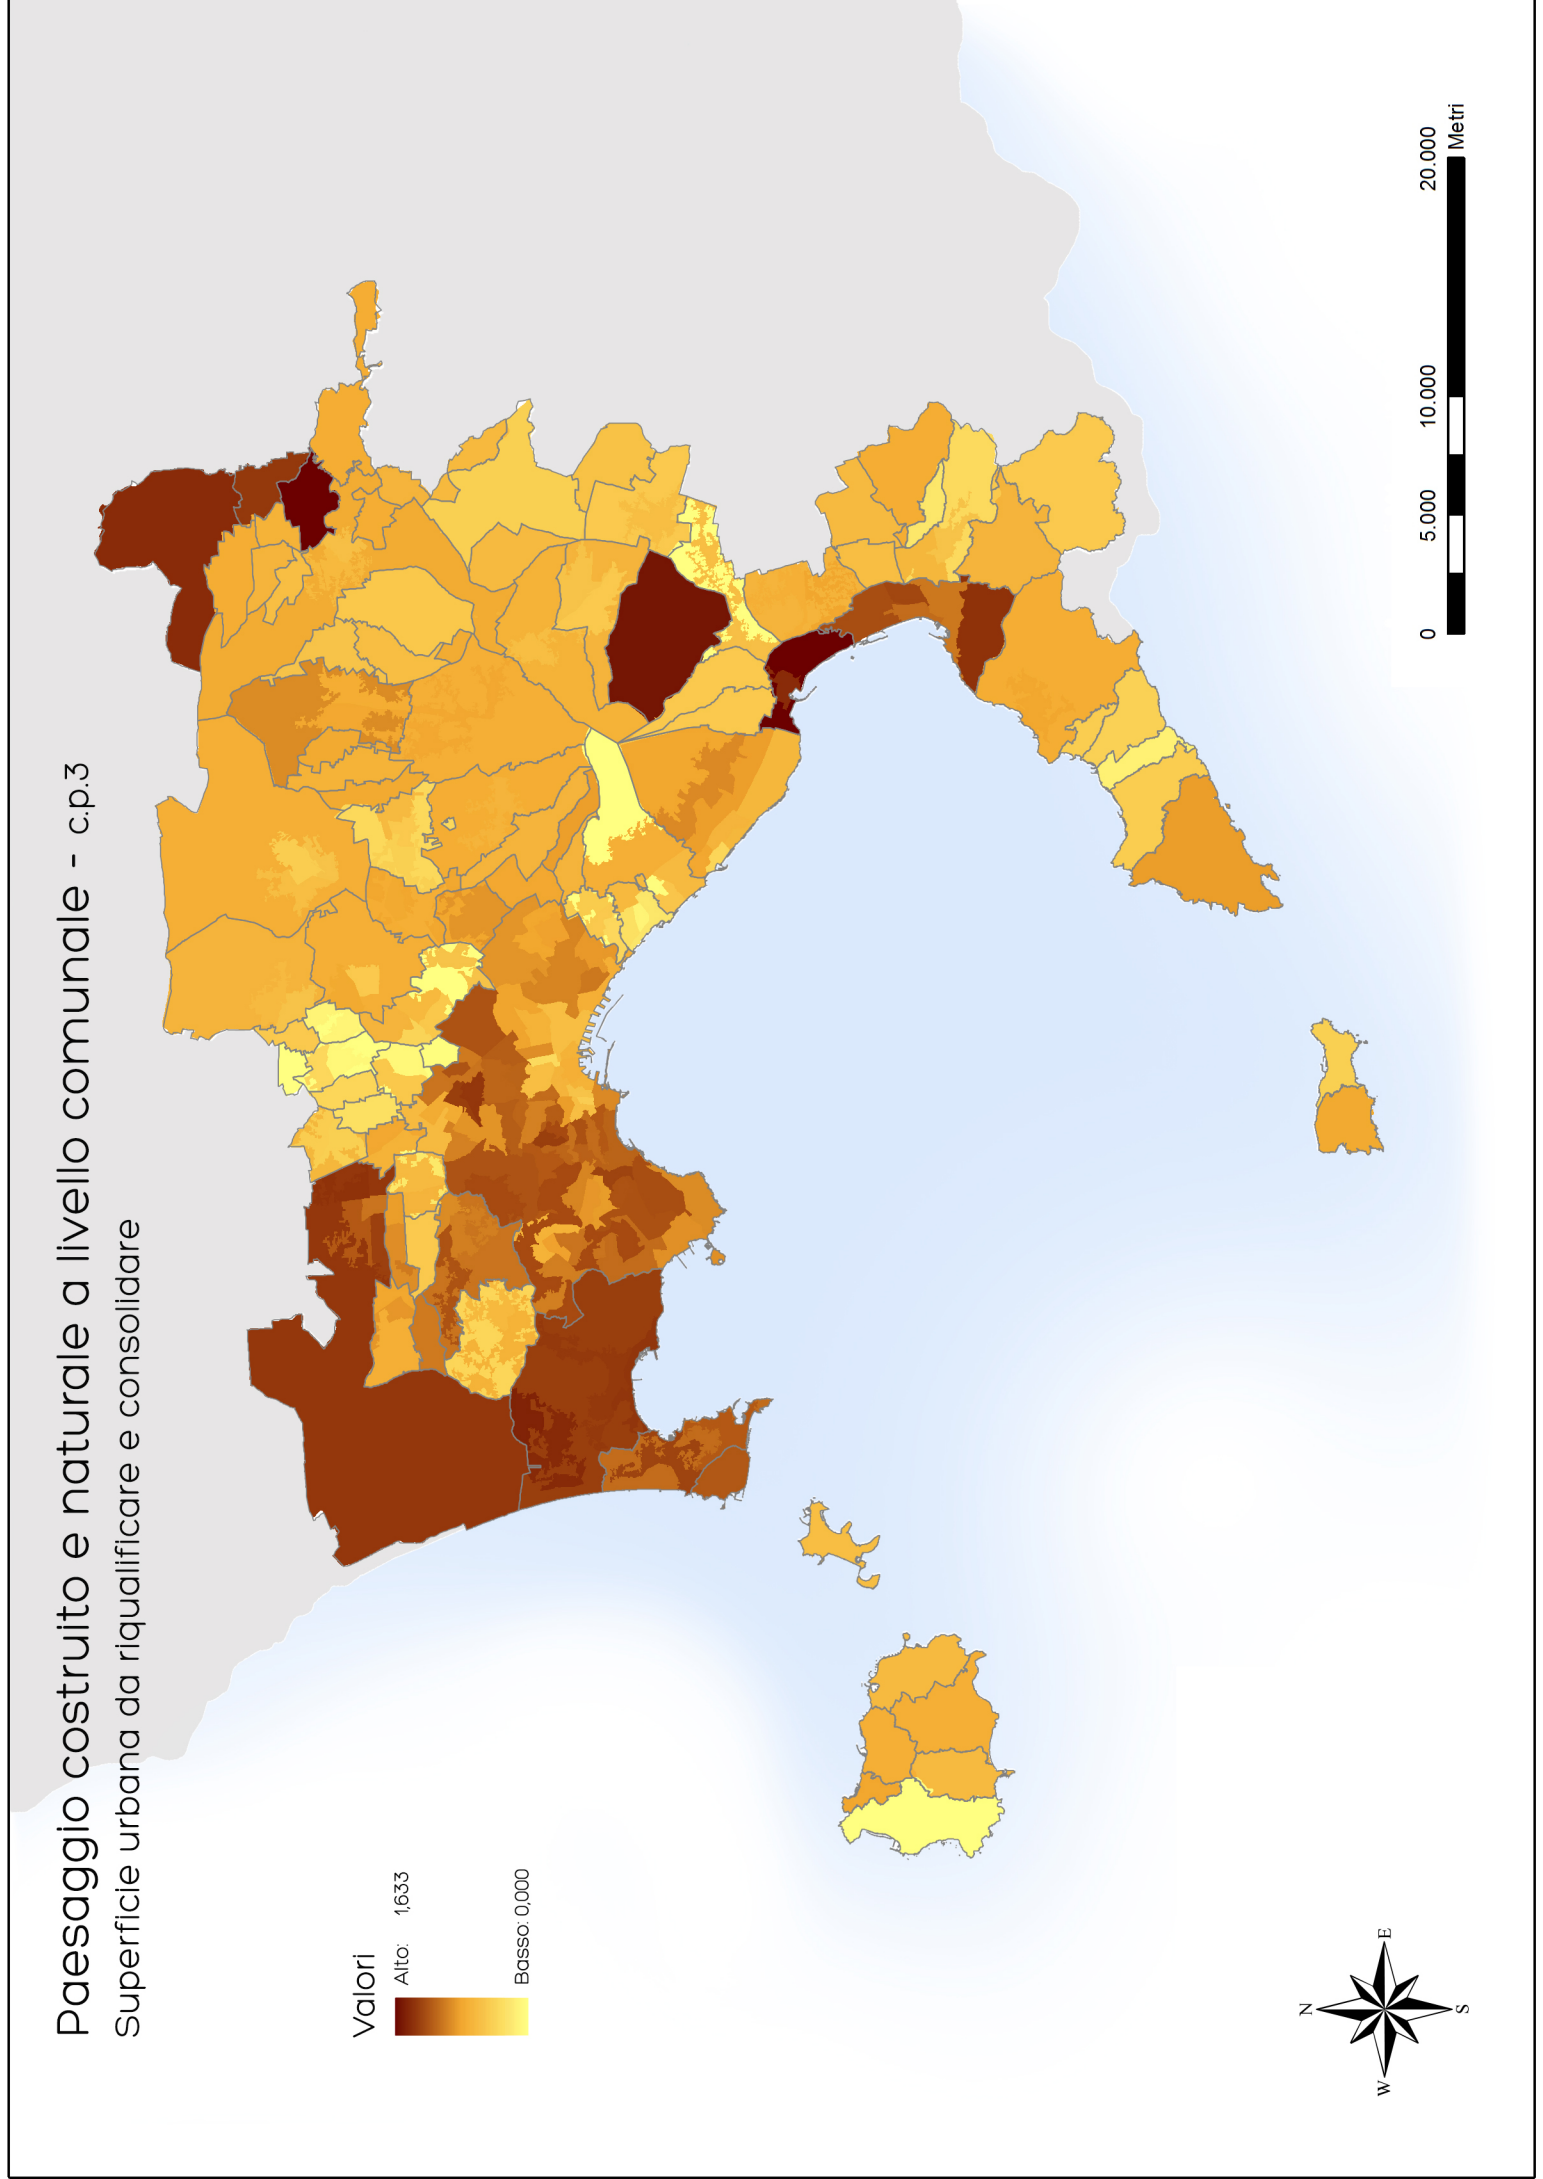 Paesaggio costruito e naturale a livello comunale - c.p.3
Superficie urbana da riqualificare e consolidare
Valori
Alto: 1,633
Basso: 0,000
N
W E
S
0 5.000 10.000 20.000
Metri